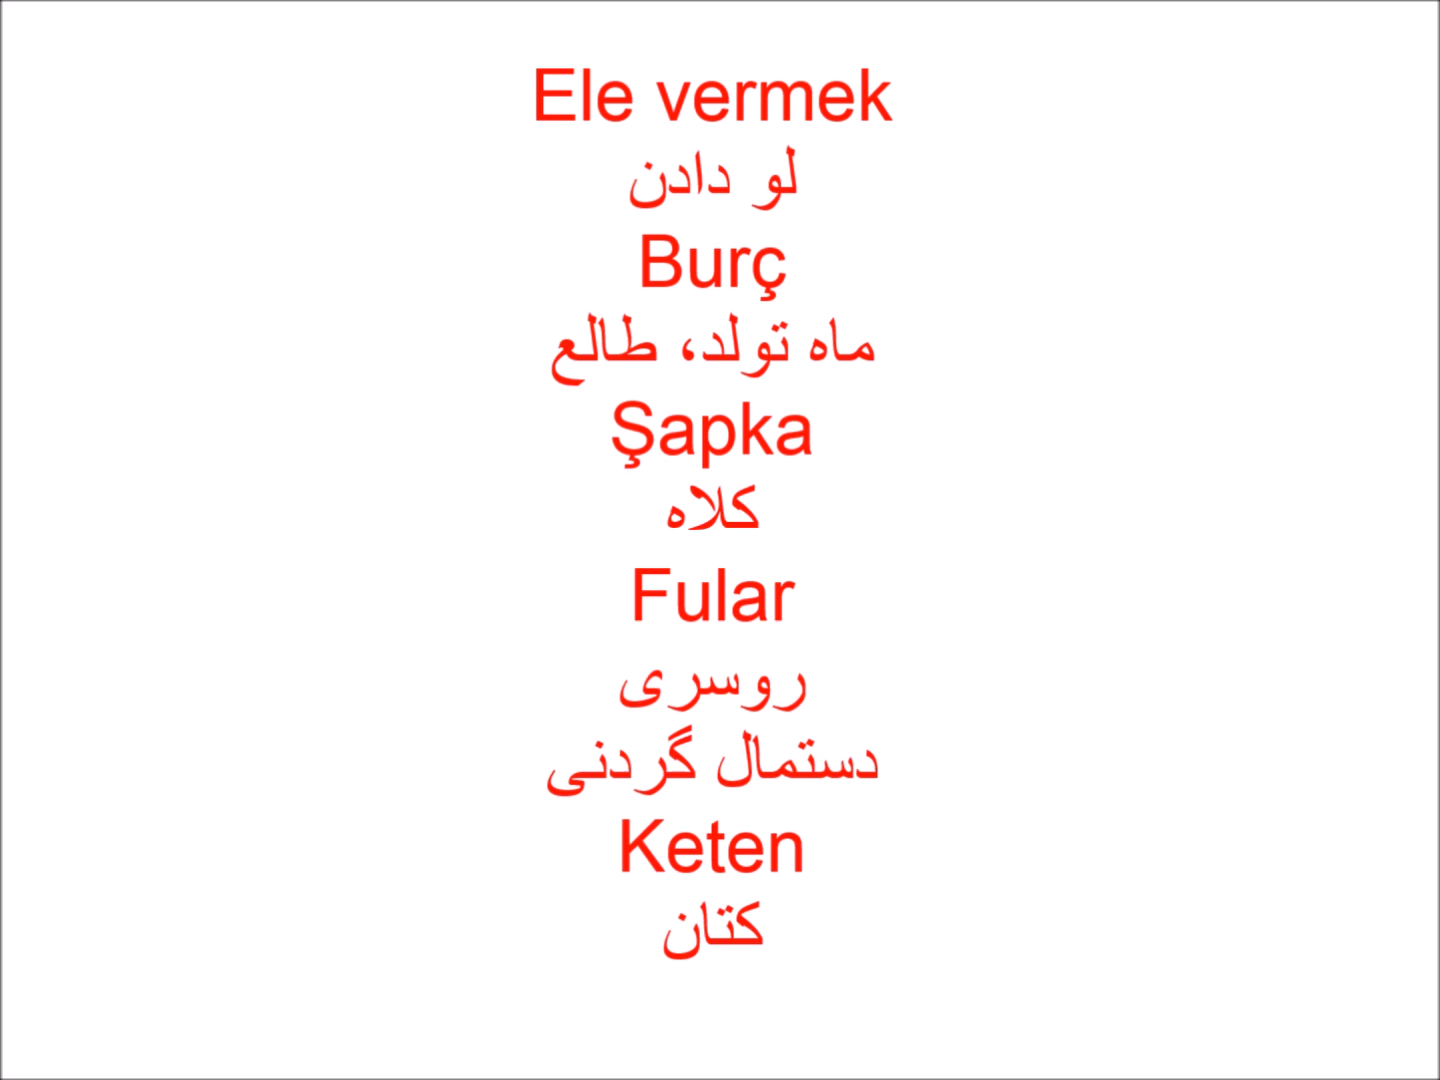 Ele vermek
لو دادن
Burç
ماه تولد، طالع
Şapka
کلاه
Fular
روسری
دستمال گردنی
Keten
کتان